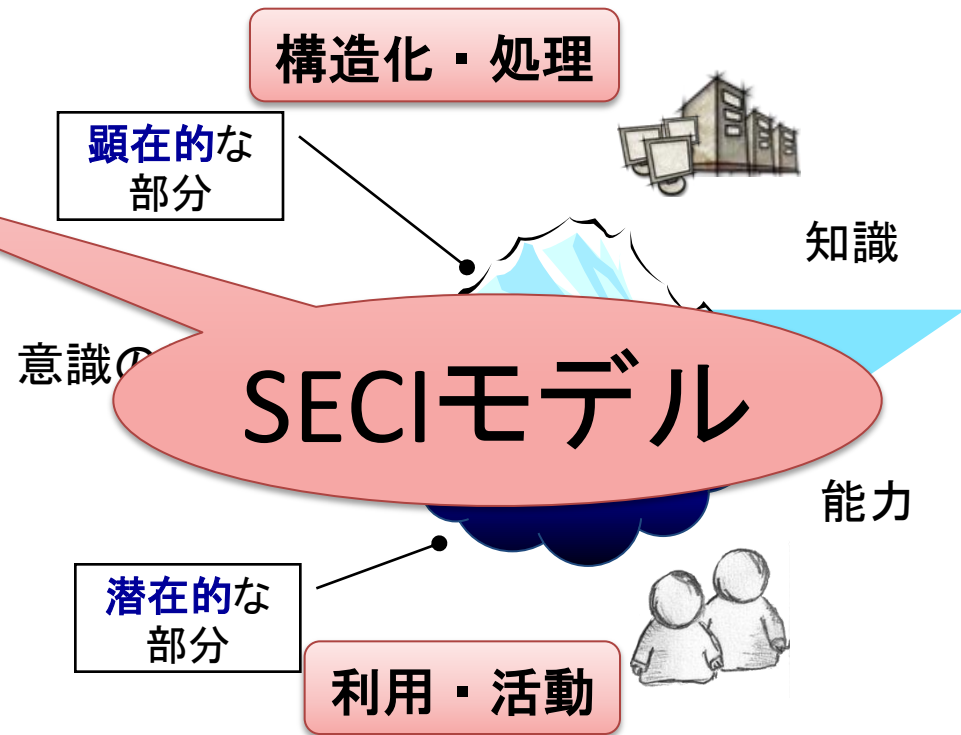 構造化・処理
顕在的な
部分
知識
意識の
SECIモデル
能力
潜在的な
部分
利用・活動